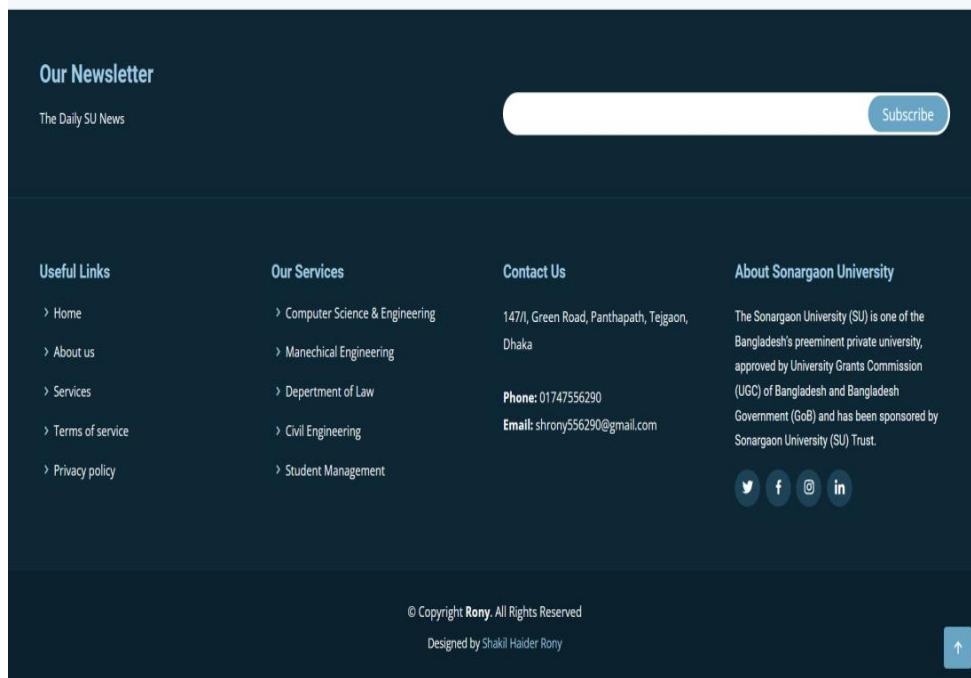 Our Newsletter
The Daily SU News
Subscribe
Useful Links
Home
About us
Services
Terms of service
Privacy policy
Our Services
Computer Science & Engineering
Manechical Engineering
Depertment of Law
Civil Engineering
Student Management
Contact Us
147/I, Green Road, Panthapath, Tejgaon,
Dhaka
Phone: 01747556290
Email: shrony556290@gmail.com
About Sonargaon University
The Sonargaon University (SU) is one of the
Bangladesh's preeminent private university,
approved by University Grants Commission
(UGC) of Bangladesh and Bangladesh
Government (GoB) and has been sponsored by
Sonargaon University (SU) Trust.
© Copyright Rony. All Rights Reserved
Designed by Shakil Haider Rony